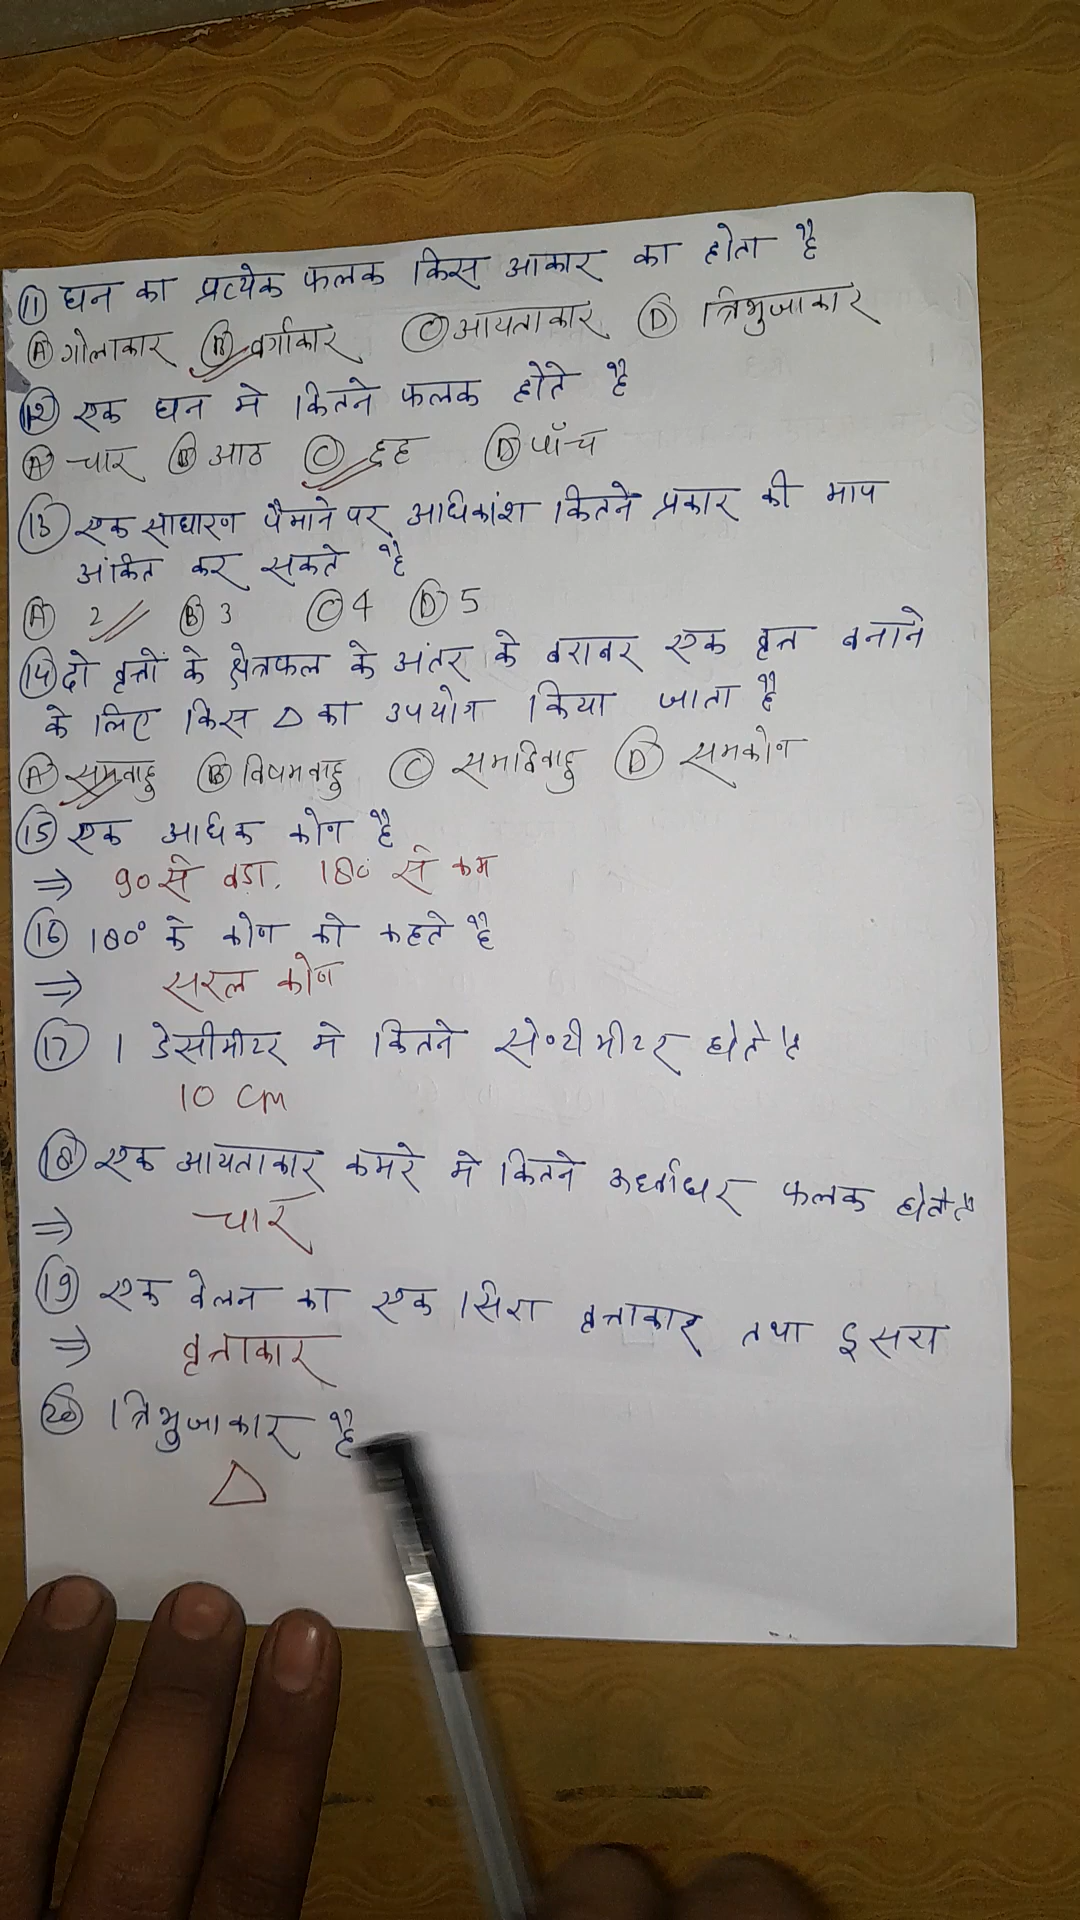 11 घन का प्रत्येक फलक किस आकार का होता है
A गोलाकार B वर्गाकार C आयताकार D त्रिभुजाकार
12 एक घन मे कितने फलक होते है
A चार B आठ C छह D पाँच
13 एक साधारण पैमाने पर अधिकांश कितने प्रकार की माप
अंकित कर सकते है
A 2 B 3 C 4 D 5
14 दो वृत्तों के क्षेत्रफल के अंतर के बराबर एक वृत्त बनाने
के लिए किस △ का उपयोग किया जाता है
A समबाहु B विषमबाहु C समद्विबाहु D समकोण
15 एक अधिक कोण है
⇒ 90 से बड़ा. 180° से कम
16 180° के कोण को कहते है
⇒ सरल कोण
17 1 डेसीमीटर मे कितने सेण्टीमीटर होते है
10 cm
18 एक आयताकार कमरे मे कितने ऊर्ध्वाधर फलक होते है
⇒ चार
19 एक बेलन का एक सिरा वृत्ताकार तथा दूसरा
⇒ वृत्ताकार
20 त्रिभुजाकार है
△